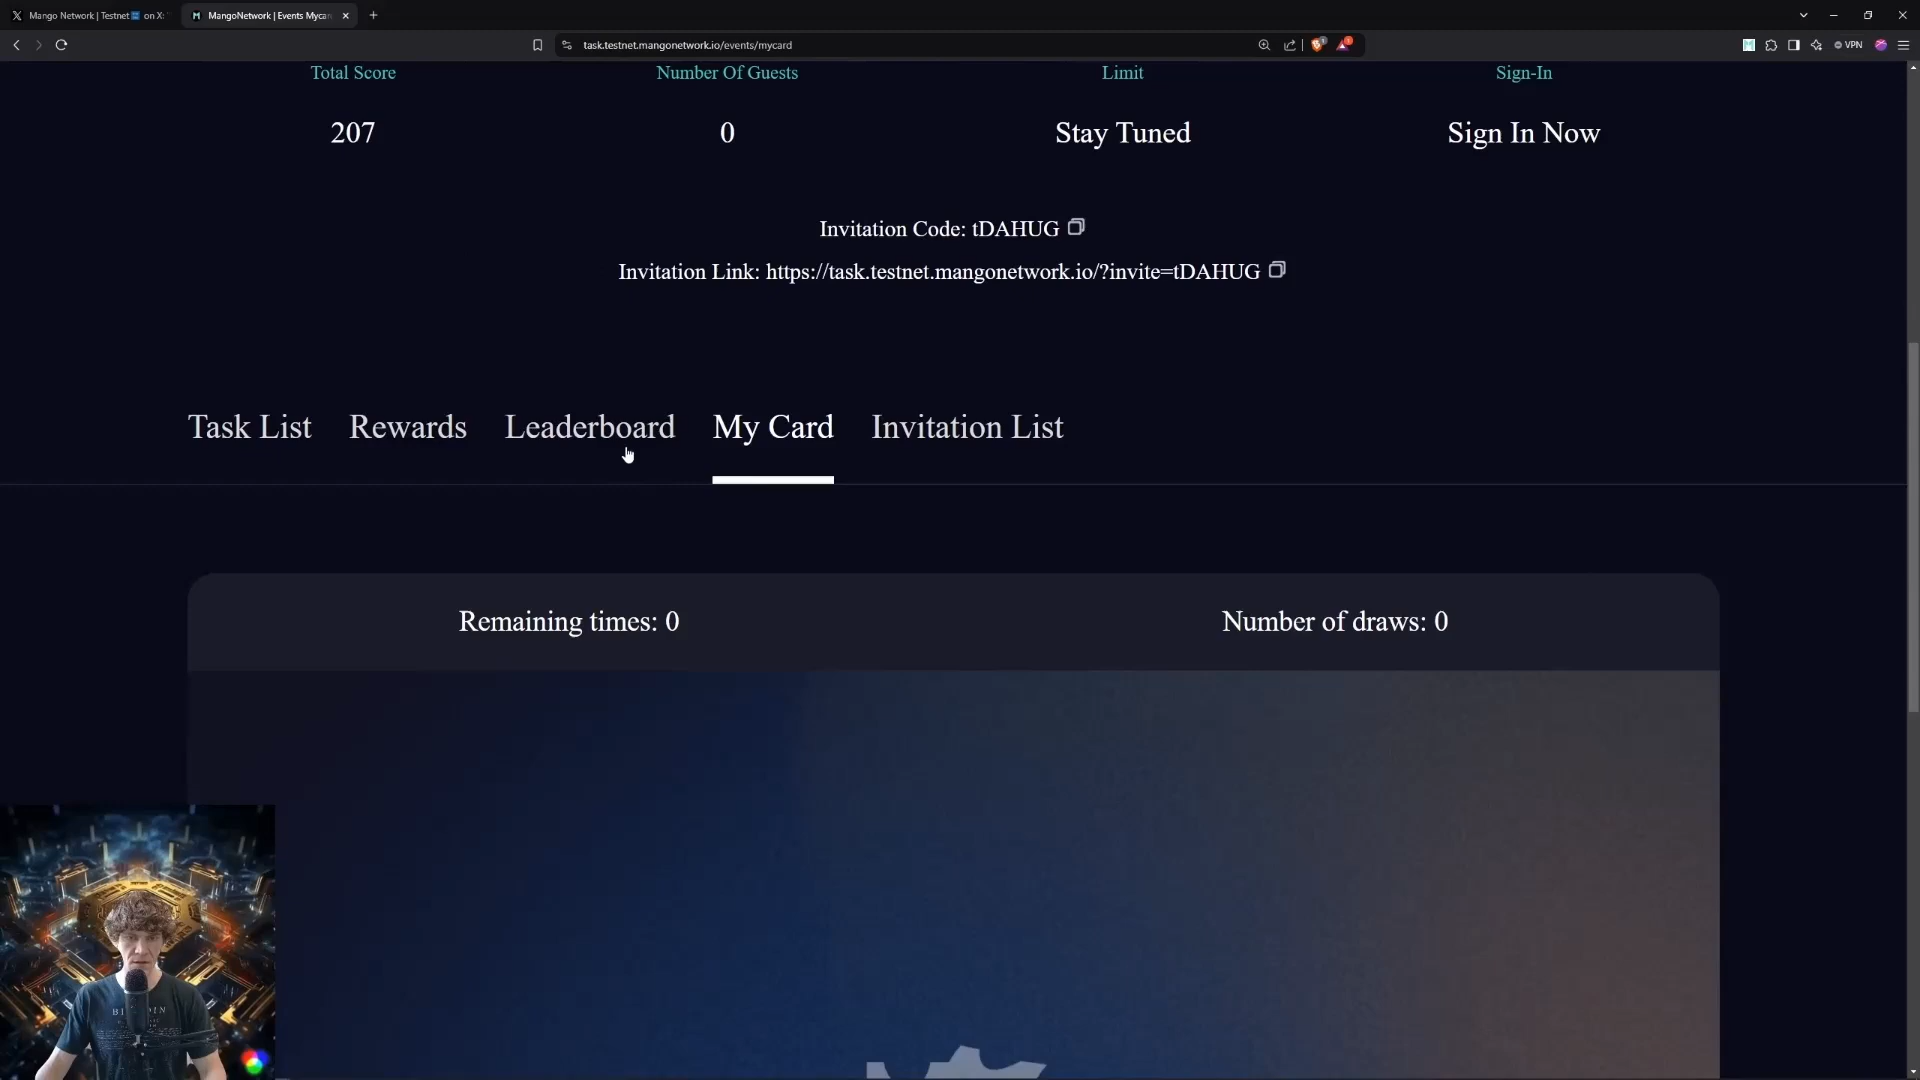 Mango Network | Testnet on X:
MangoNetwork | Events Myca
task.testnet.mangonetwork.io/events/mycard
VPN
Total Score
Number Of Guests
Limit
Sign-In
207
0
Stay Tuned
Sign In Now
Invitation Code: tDAHUG
Invitation Link: https://task.testnet.mangonetwork.io/?invite=tDAHUG
Task List
Rewards
Leaderboard
My Card
Invitation List
Remaining times: 0
Number of draws: 0